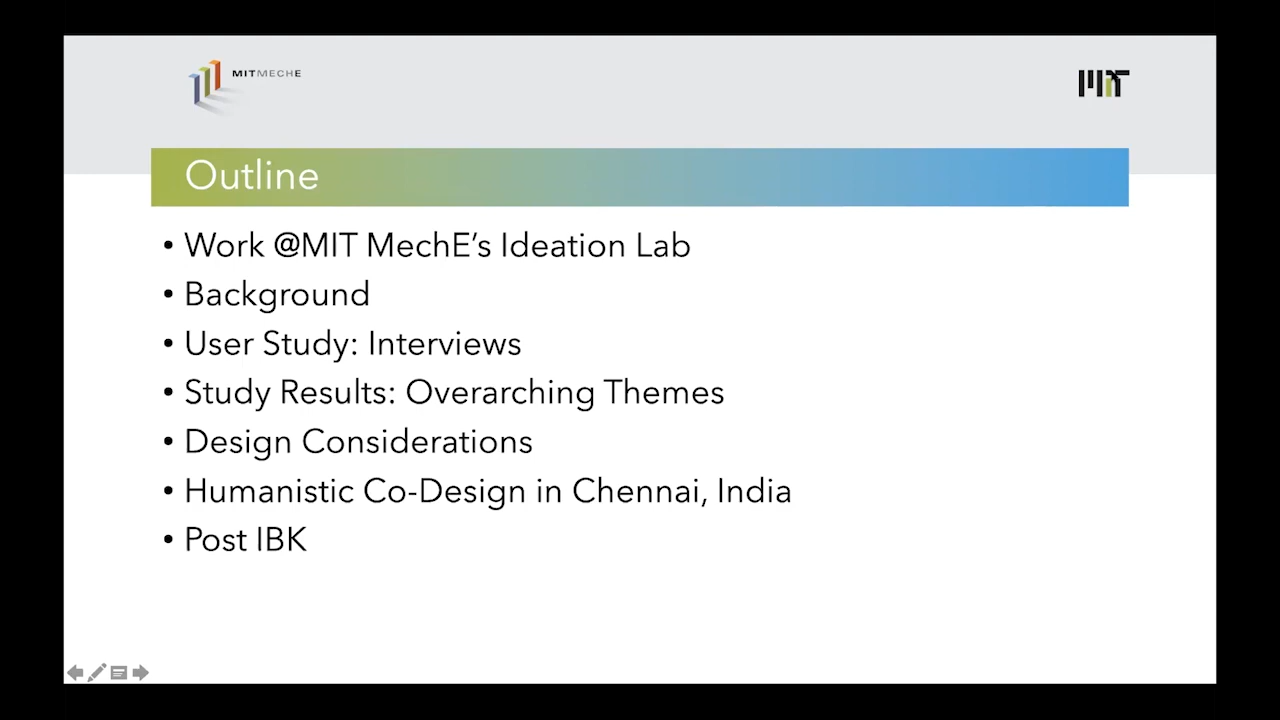 MITMECHE
MIT
Outline
• Work @MIT MechE’s Ideation Lab
• Background
• User Study: Interviews
• Study Results: Overarching Themes
• Design Considerations
• Humanistic Co-Design in Chennai, India
• Post IBK